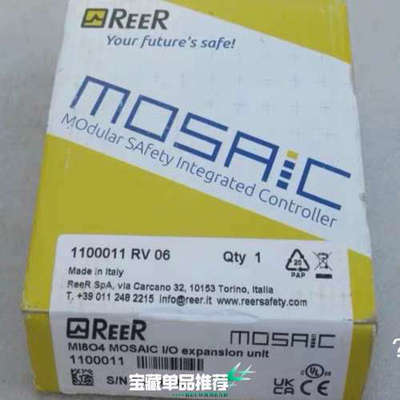 REER
Your future's safe!
MOSAIC
MOdular SAfety Integrated Controller
1100011 RV 06 Qty 1
Made in Italy
ReeR SpA, via Carcano 32, 10153 Torino, Italia
T. +39 011 248 2215 info@reer.it www.reersafety.com
20
PAP
REER MOSAIC
MI8O4 MOSAIC I/O expansion unit
1100011
S/N
宝藏单品推荐
CE
UL
UK
CA
?